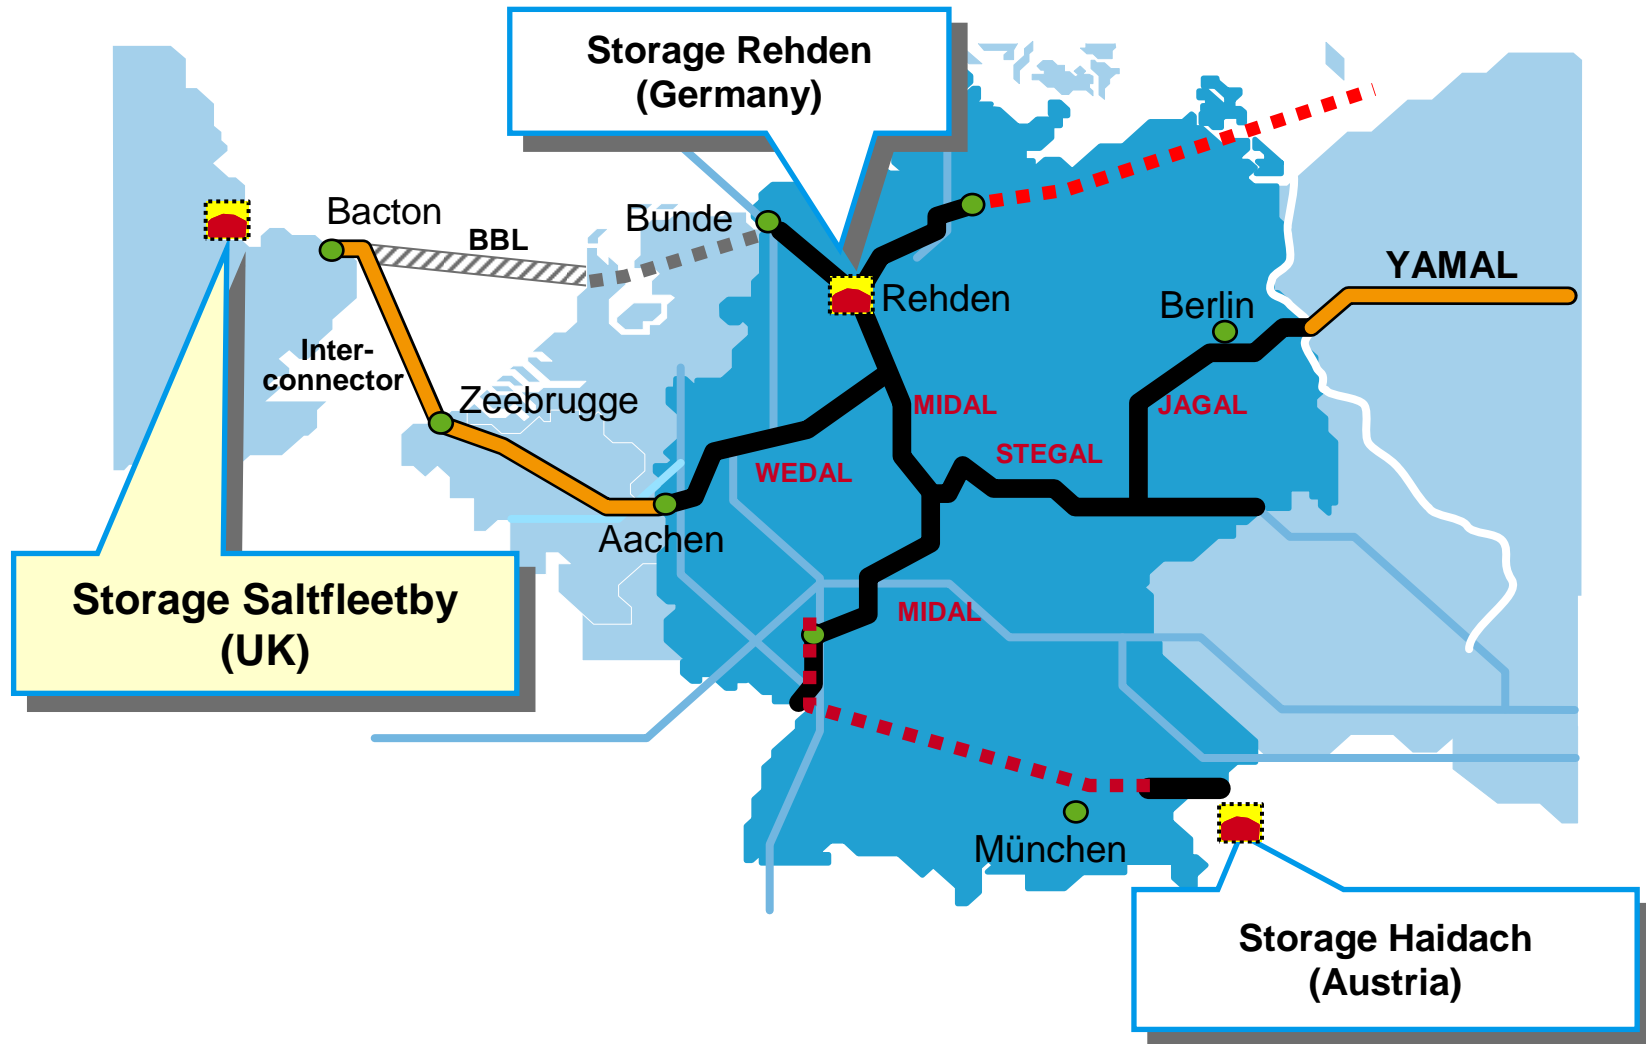 Storage Rehden
(Germany)
Bacton
Bunde
BBL
YAMAL
Rehden
Berlin
Inter-
connector
Zeebrugge
MIDAL
JAGAL
STEGAL
WEDAL
Aachen
Storage Saltfleetby
(UK)
MIDAL
München
Storage Haidach
(Austria)